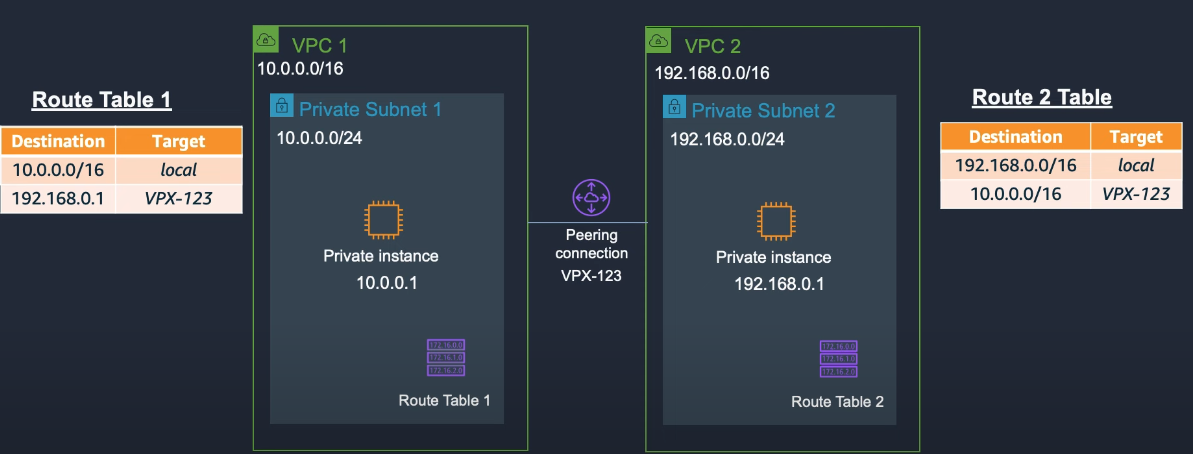 VPC 1
10.0.0.0/16
VPC 2
192.168.0.0/16
Route Table 1
Destination Target
10.0.0.0/16 local
192.168.0.1 VPX-123
Private Subnet 1
10.0.0.0/24
Private instance
10.0.0.1
172.16.0.0
172.16.1.0
172.16.2.0
Route Table 1
Peering
connection
VPX-123
Private Subnet 2
192.168.0.0/24
Private instance
192.168.0.1
172.16.0.0
172.16.1.0
172.16.2.0
Route Table 2
Route 2 Table
Destination Target
192.168.0.0/16 local
10.0.0.0/16 VPX-123